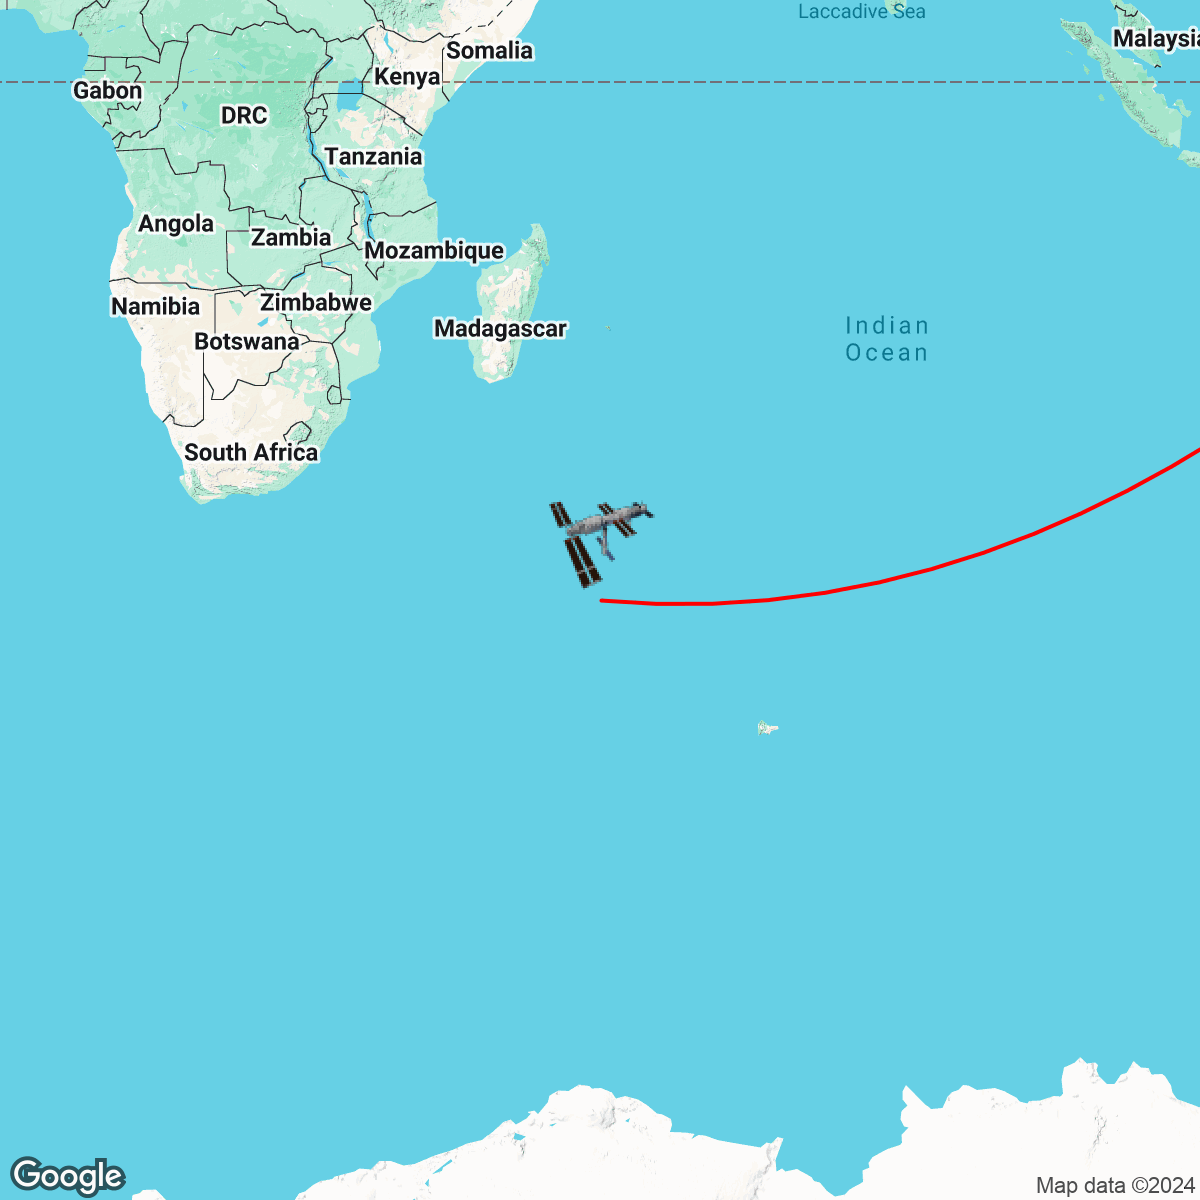 Laccadive Sea
Malaysia
Somalia
Kenya
Gabon
DRC
Tanzania
Angola
Zambia
Mozambique
Namibia
Zimbabwe
Madagascar
Botswana
Indian
Ocean
South Africa
Google
Map data ©2024